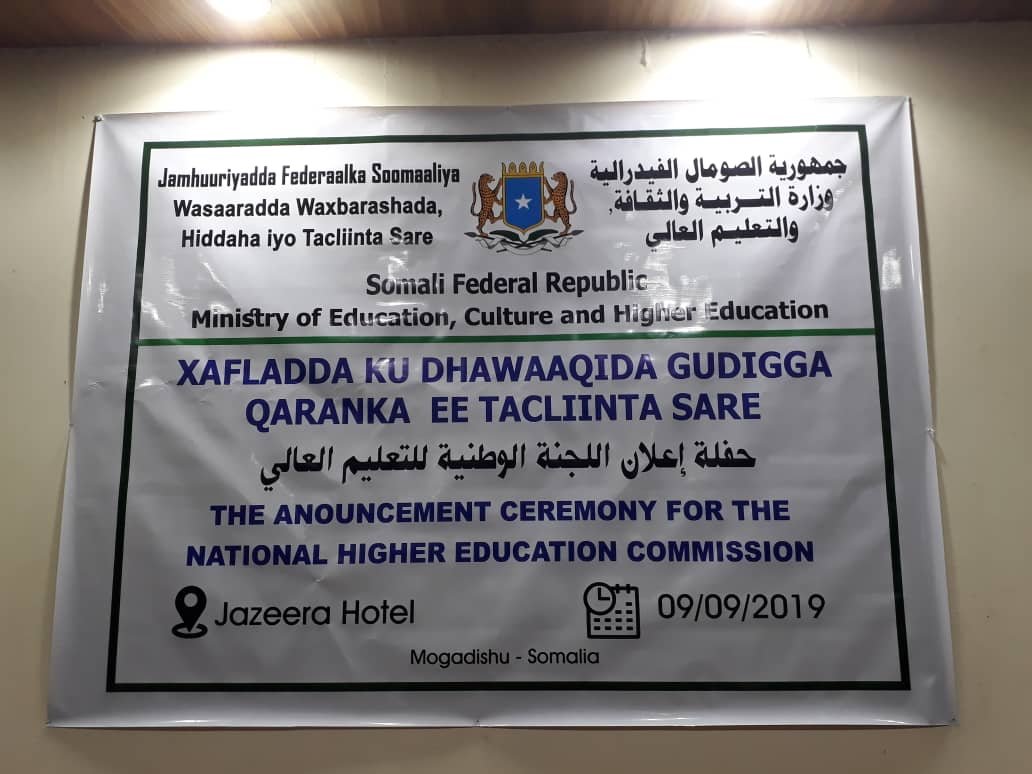 Jamhuuriyadda Federaalka Soomaaliya
Wasaaradda Waxbarashada,
Hiddaha iyo Tacliinta Sare
جمهورية الصومال الفيدرالية
وزارة التربية والثقافة,
والتعليم العالي
Somali Federal Republic
Ministry of Education, Culture and Higher Education
XAFLADDA KU DHAWAAQIDA GUDIGGA
QARANKA EE TACLIINTA SARE
حفلة إعلان اللجنة الوطنية للتعليم العالي
THE ANOUNCEMENT CEREMONY FOR THE
NATIONAL HIGHER EDUCATION COMMISSION
Jazeera Hotel
09/09/2019
Mogadishu - Somalia